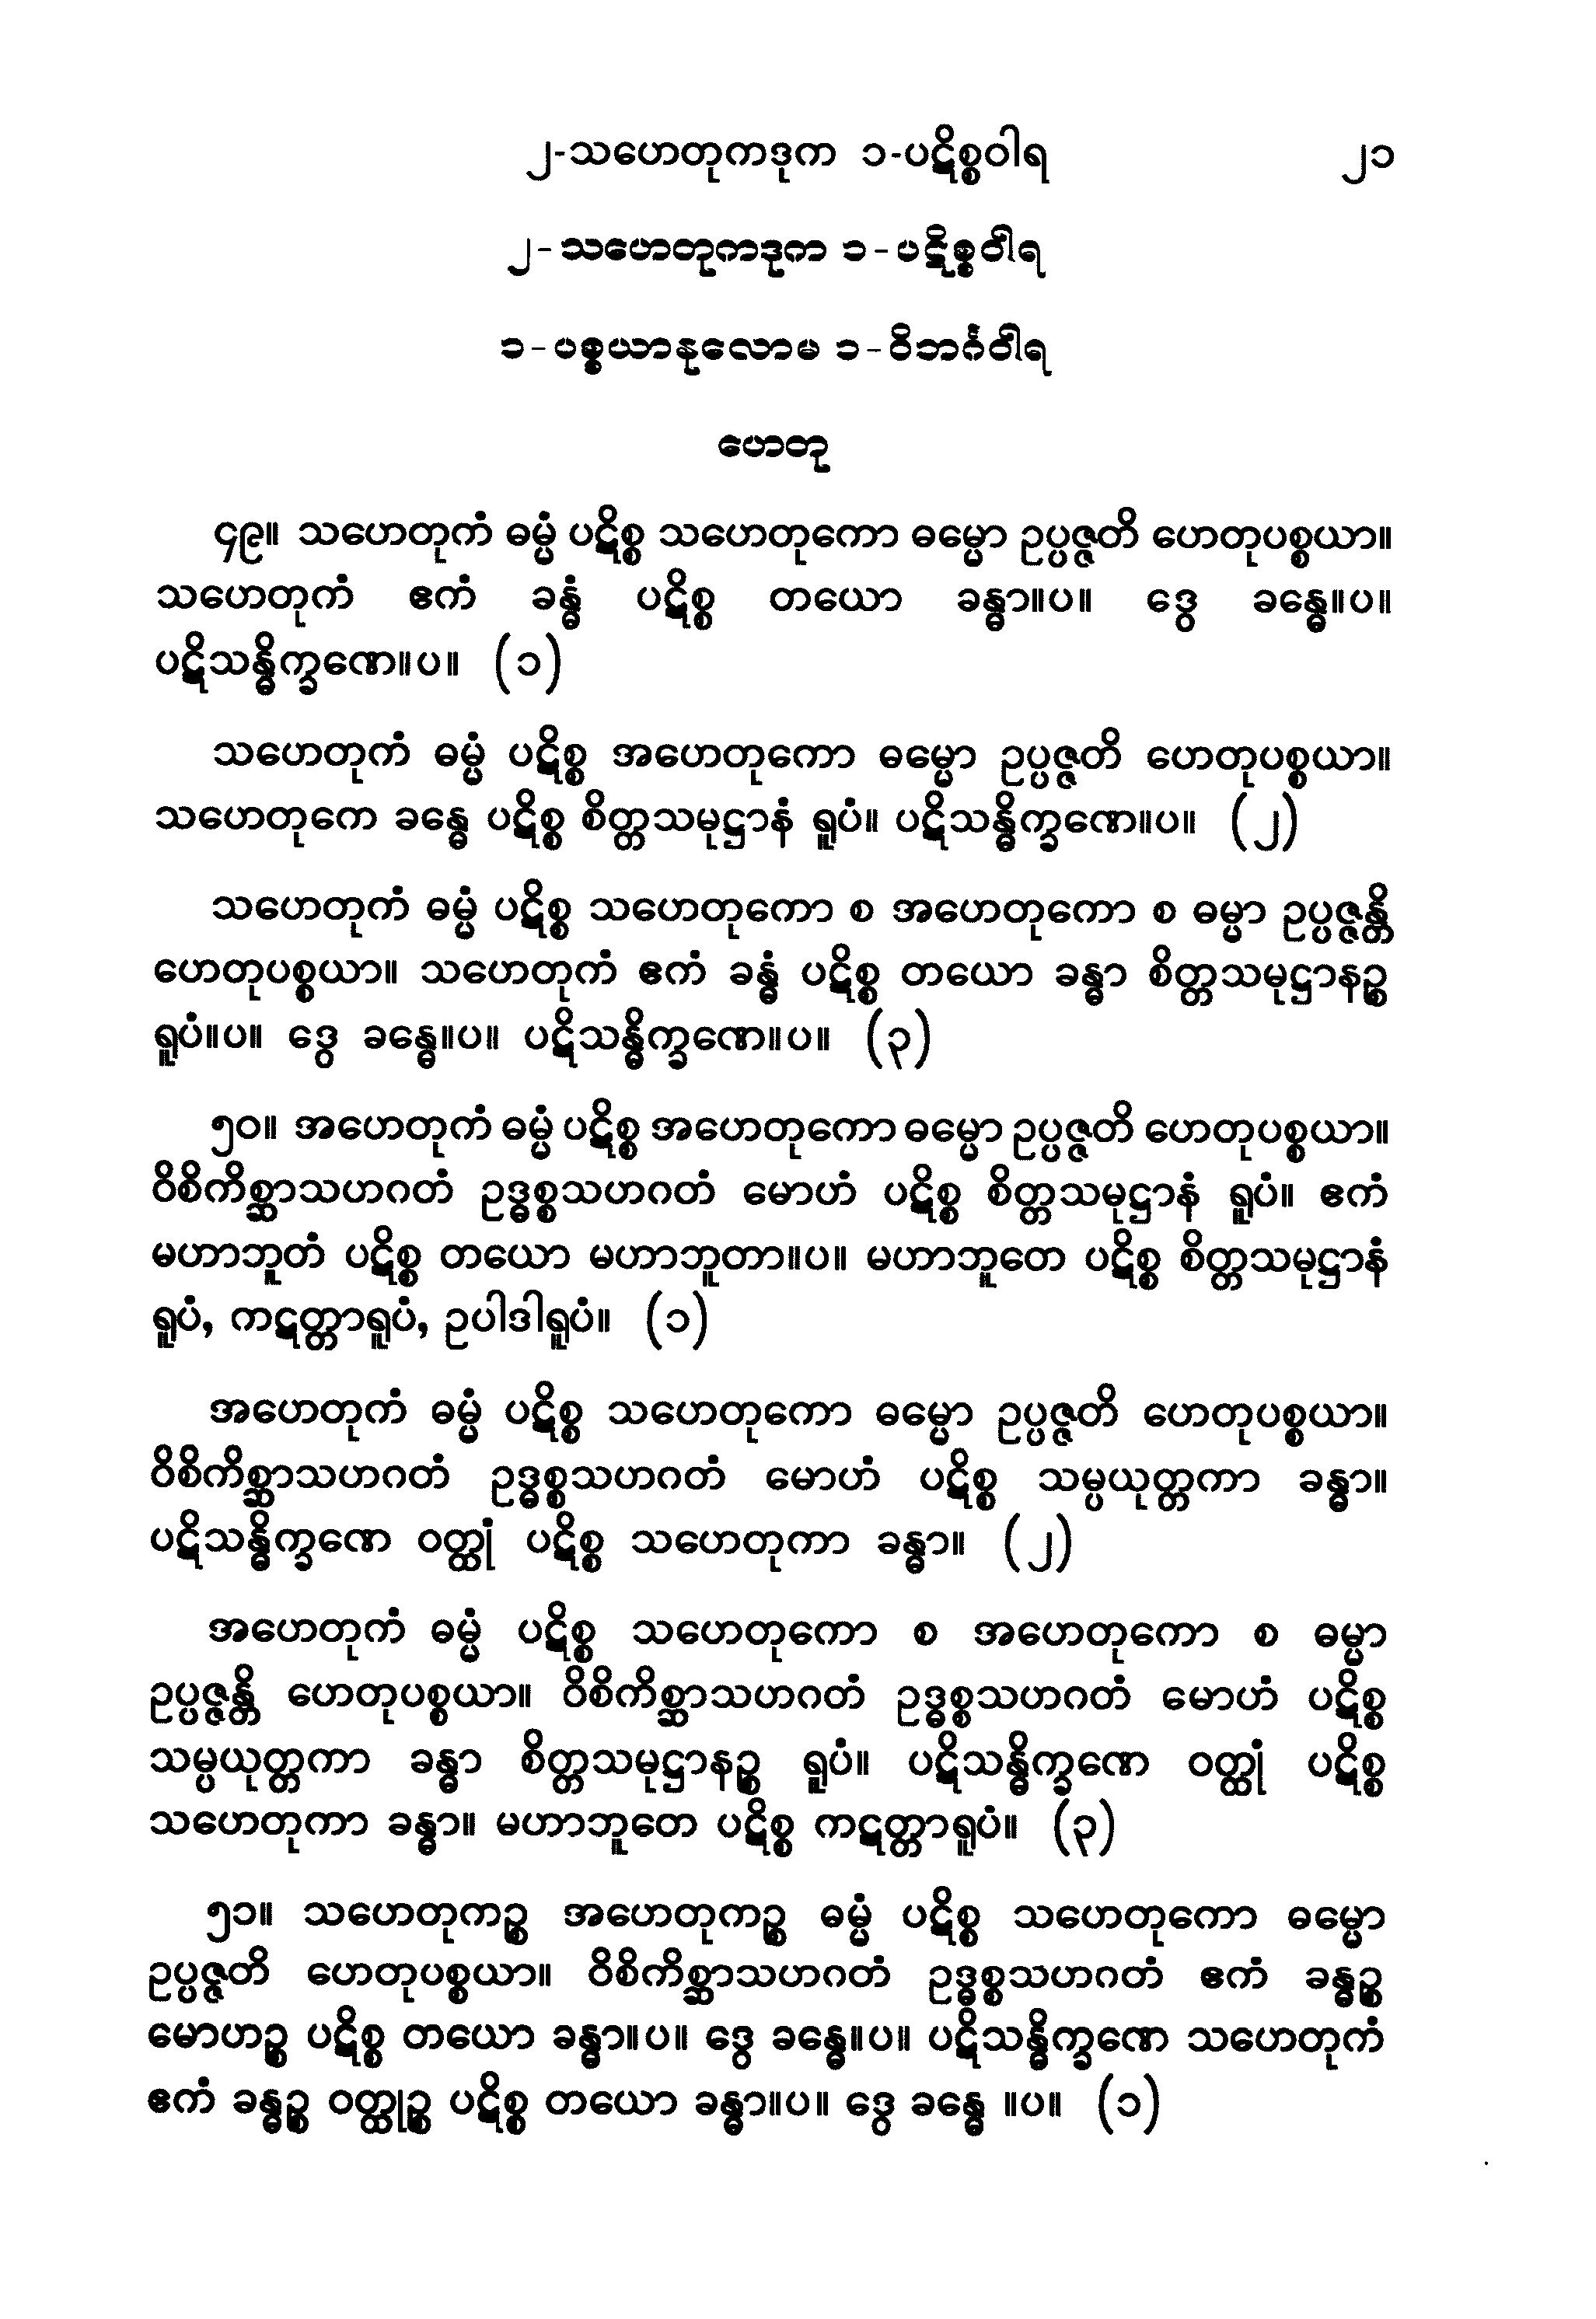 ၂-သဟေတုကဒုက ၁-ပဋိစ္စဝါရ ၂၁
၂-သဟေတုကဒုက ၁-ပဋိစ္စဝါရ
၁-ပစ္စယာနုလောမ ၁-ဝိဘင်္ဂဝါရ
ဟေတု
၄၉။ သဟေတုကံ ဓမ္မံ ပဋိစ္စ သဟေတုကော ဓမ္မော ဥပ္ပဇ္ဇတိ ဟေတုပစ္စယာ။
သဟေတုကံ ဧကံ ခန္ဓံ ပဋိစ္စ တယော ခန္ဓာ။ပ။ ဒွေ ခန္ဓေ။ပ။
ပဋိသန္ဓိက္ခဏေ။ပ။ (၁)
သဟေတုကံ ဓမ္မံ ပဋိစ္စ အဟေတုကော ဓမ္မော ဥပ္ပဇ္ဇတိ ဟေတုပစ္စယာ။
သဟေတုကေ ခန္ဓေ ပဋိစ္စ စိတ္တသမုဋ္ဌာနံ ရူပံ။ ပဋိသန္ဓိက္ခဏေ။ပ။ (၂)
သဟေတုကံ ဓမ္မံ ပဋိစ္စ သဟေတုကော စ အဟေတုကော စ ဓမ္မာ ဥပ္ပဇ္ဇန္တိ
ဟေတုပစ္စယာ။ သဟေတုကံ ဧကံ ခန္ဓံ ပဋိစ္စ တယော ခန္ဓာ စိတ္တသမုဋ္ဌာနဉ္စ
ရူပံ။ပ။ ဒွေ ခန္ဓေ။ပ။ ပဋိသန္ဓိက္ခဏေ။ပ။ (၃)
၅၀။ အဟေတုကံ ဓမ္မံ ပဋိစ္စ အဟေတုကော ဓမ္မော ဥပ္ပဇ္ဇတိ ဟေတုပစ္စယာ။
ဝိစိကိစ္ဆာသဟဂတံ ဥဒ္ဓစ္စသဟဂတံ မောဟံ ပဋိစ္စ စိတ္တသမုဋ္ဌာနံ ရူပံ။ ဧကံ
မဟာဘူတံ ပဋိစ္စ တယော မဟာဘူတာ။ပ။ မဟာဘူတေ ပဋိစ္စ စိတ္တသမုဋ္ဌာနံ
ရူပံ, ကဋတ္တာရူပံ, ဥပါဒါရူပံ။ (၁)
အဟေတုကံ ဓမ္မံ ပဋိစ္စ သဟေတုကော ဓမ္မော ဥပ္ပဇ္ဇတိ ဟေတုပစ္စယာ။
ဝိစိကိစ္ဆာသဟဂတံ ဥဒ္ဓစ္စသဟဂတံ မောဟံ ပဋိစ္စ သမ္ပယုတ္တကာ ခန္ဓာ။
ပဋိသန္ဓိက္ခဏေ ဝတ္ထုံ ပဋိစ္စ သဟေတုကာ ခန္ဓာ။ (၂)
အဟေတုကံ ဓမ္မံ ပဋိစ္စ သဟေတုကော စ အဟေတုကော စ ဓမ္မာ
ဥပ္ပဇ္ဇန္တိ ဟေတုပစ္စယာ။ ဝိစိကိစ္ဆာသဟဂတံ ဥဒ္ဓစ္စသဟဂတံ မောဟံ ပဋိစ္စ
သမ္ပယုတ္တကာ ခန္ဓာ စိတ္တသမုဋ္ဌာနဉ္စ ရူပံ။ ပဋိသန္ဓိက္ခဏေ ဝတ္ထုံ ပဋိစ္စ
သဟေတုကာ ခန္ဓာ။ မဟာဘူတေ ပဋိစ္စ ကဋတ္တာရူပံ။ (၃)
၅၁။ သဟေတုကဉ္စ အဟေတုကဉ္စ ဓမ္မံ ပဋိစ္စ သဟေတုကော ဓမ္မော
ဥပ္ပဇ္ဇတိ ဟေတုပစ္စယာ။ ဝိစိကိစ္ဆာသဟဂတံ ဥဒ္ဓစ္စသဟဂတံ ဧကံ ခန္ဓဉ္စ
မောဟဉ္စ ပဋိစ္စ တယော ခန္ဓာ။ပ။ ဒွေ ခန္ဓေ။ပ။ ပဋိသန္ဓိက္ခဏေ သဟေတုကံ
ဧကံ ခန္ဓဉ္စ ဝတ္ထုဉ္စ ပဋိစ္စ တယော ခန္ဓာ။ပ။ ဒွေ ခန္ဓေ ။ပ။ (၁)